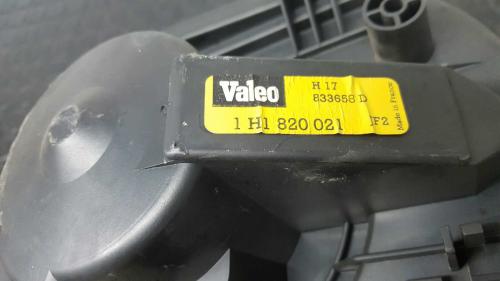 Valeo
H 17
833658 D
1 H1 820 021 F2
Made in France